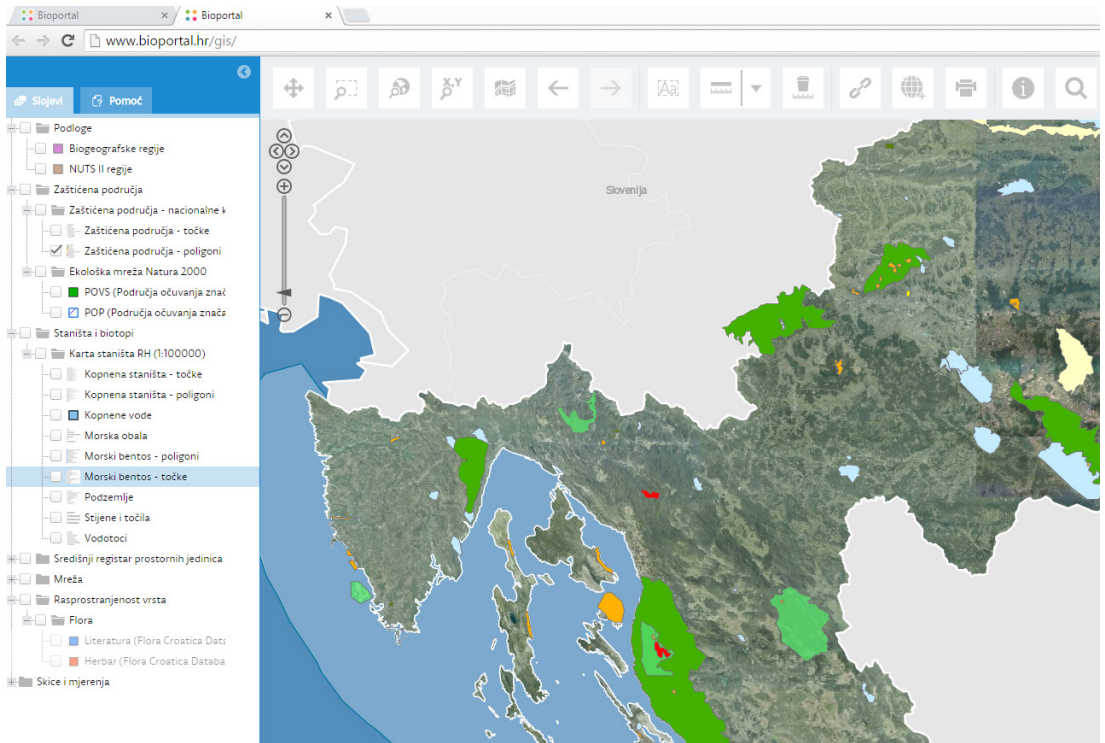 Bioportal
Bioportal
www.bioportal.hr/gis/
Slojevi
Pomoć
X,Y
Aa
Podloge
Biogeografske regije
NUTS II regije
Zaštićena područja
Zaštićena područja - nacionalne k
Zaštićena područja - točke
Zaštićena područja - poligoni
Ekološka mreža Natura 2000
POVS (Područja očuvanja znač
POP (Područja očuvanja znača
Staništa i biotopi
Karta staništa RH (1:100000)
Kopnena staništa - točke
Kopnena staništa - poligoni
Kopnene vode
Morska obala
Morski bentos - poligoni
Morski bentos - točke
Podzemlje
Stijene i točila
Vodotoci
Središnji registar prostornih jedinica
Mreža
Rasprostranjenost vrsta
Flora
Literatura (Flora Croatica Data
Herbar (Flora Croatica Databa
Skice i mjerenja
Slovenija